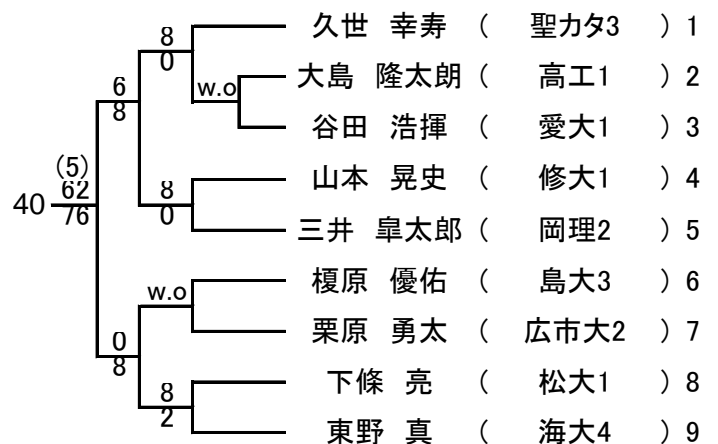 8
0
久世 幸寿 ( 聖カタ3 ) 1
6
8
w.o
大島 隆太朗 ( 高工1 ) 2
谷田 浩揮 ( 愛大1 ) 3
(5)
40
62
76
8
0
山本 晃史 ( 修大1 ) 4
三井 皐太郎 ( 岡理2 ) 5
w.o
榎原 優佑 ( 島大3 ) 6
0
8
栗原 勇太 ( 広市大2 ) 7
8
2
下條 亮 ( 松大1 ) 8
東野 真 ( 海大4 ) 9